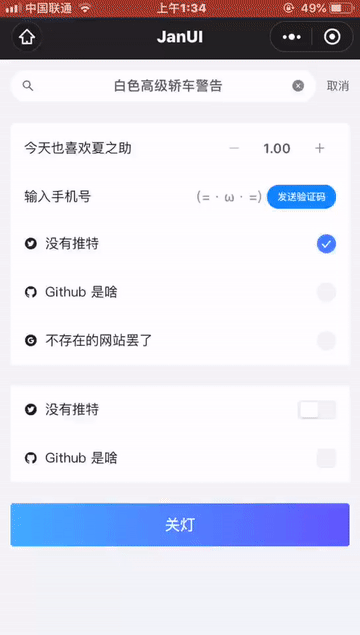 中国联通 上午1:34 49%
JanUI
白色高级轿车警告 取消
今天也喜欢夏之助 − 1.00 +
输入手机号 (=・ω・=) 发送验证码
没有推特
Github 是啥
不存在的网站罢了
没有推特
Github 是啥
关灯